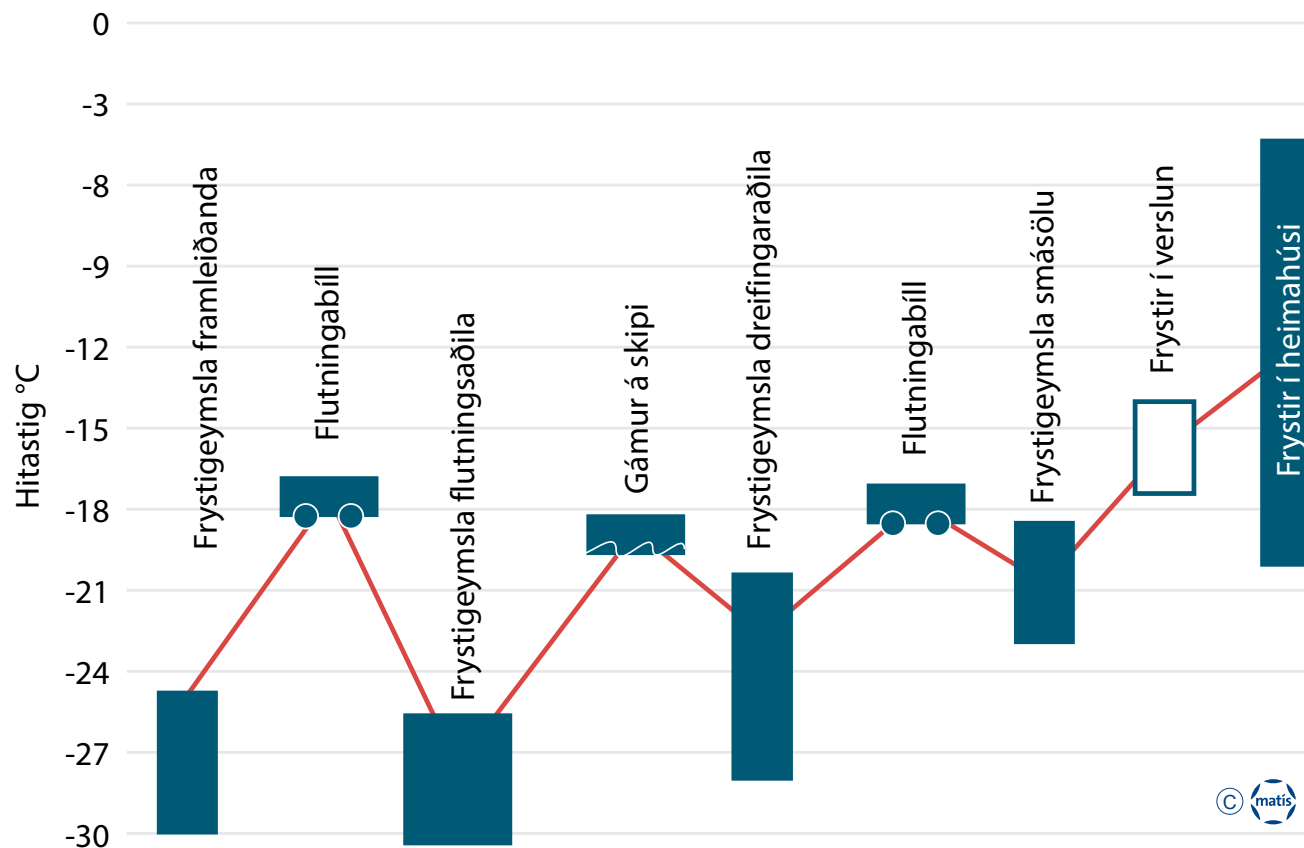 0
-3
-8
-9
-12
-15
-18
-21
-24
-27
-30
Hitastig °C
Frystigeymsla framleiðanda
Flutningabíll
Frystigeymsla flutningsaðila
Gámur á skipi
Frystigeymsla dreifingaraðila
Flutningabíll
Frystigeymsla smásölu
Frystir í verslun
Frystir í heimahúsi
© matís